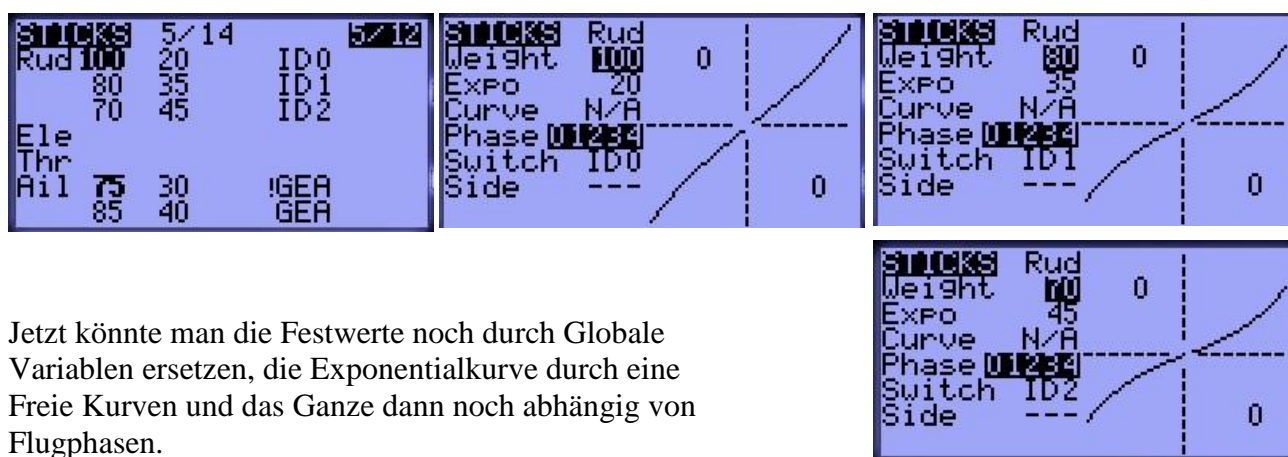 STICKS 5/14 5/12
Rud 100 20 ID0
80 35 ID1
70 45 ID2
Ele
Thr
Ail 75 30 !GEA
85 40 GEA
STICKS Rud
Weight 100 0
Expo 20
Curve N/A
Phase 01234
Switch ID0
Side --- 0
STICKS Rud
Weight 80 0
Expo 35
Curve N/A
Phase 01234
Switch ID1
Side --- 0
STICKS Rud
Weight 70 0
Expo 45
Curve N/A
Phase 01234
Switch ID2
Side --- 0
Jetzt könnte man die Festwerte noch durch Globale
Variablen ersetzen, die Exponentialkurve durch eine
Freie Kurven und das Ganze dann noch abhängig von
Flugphasen.